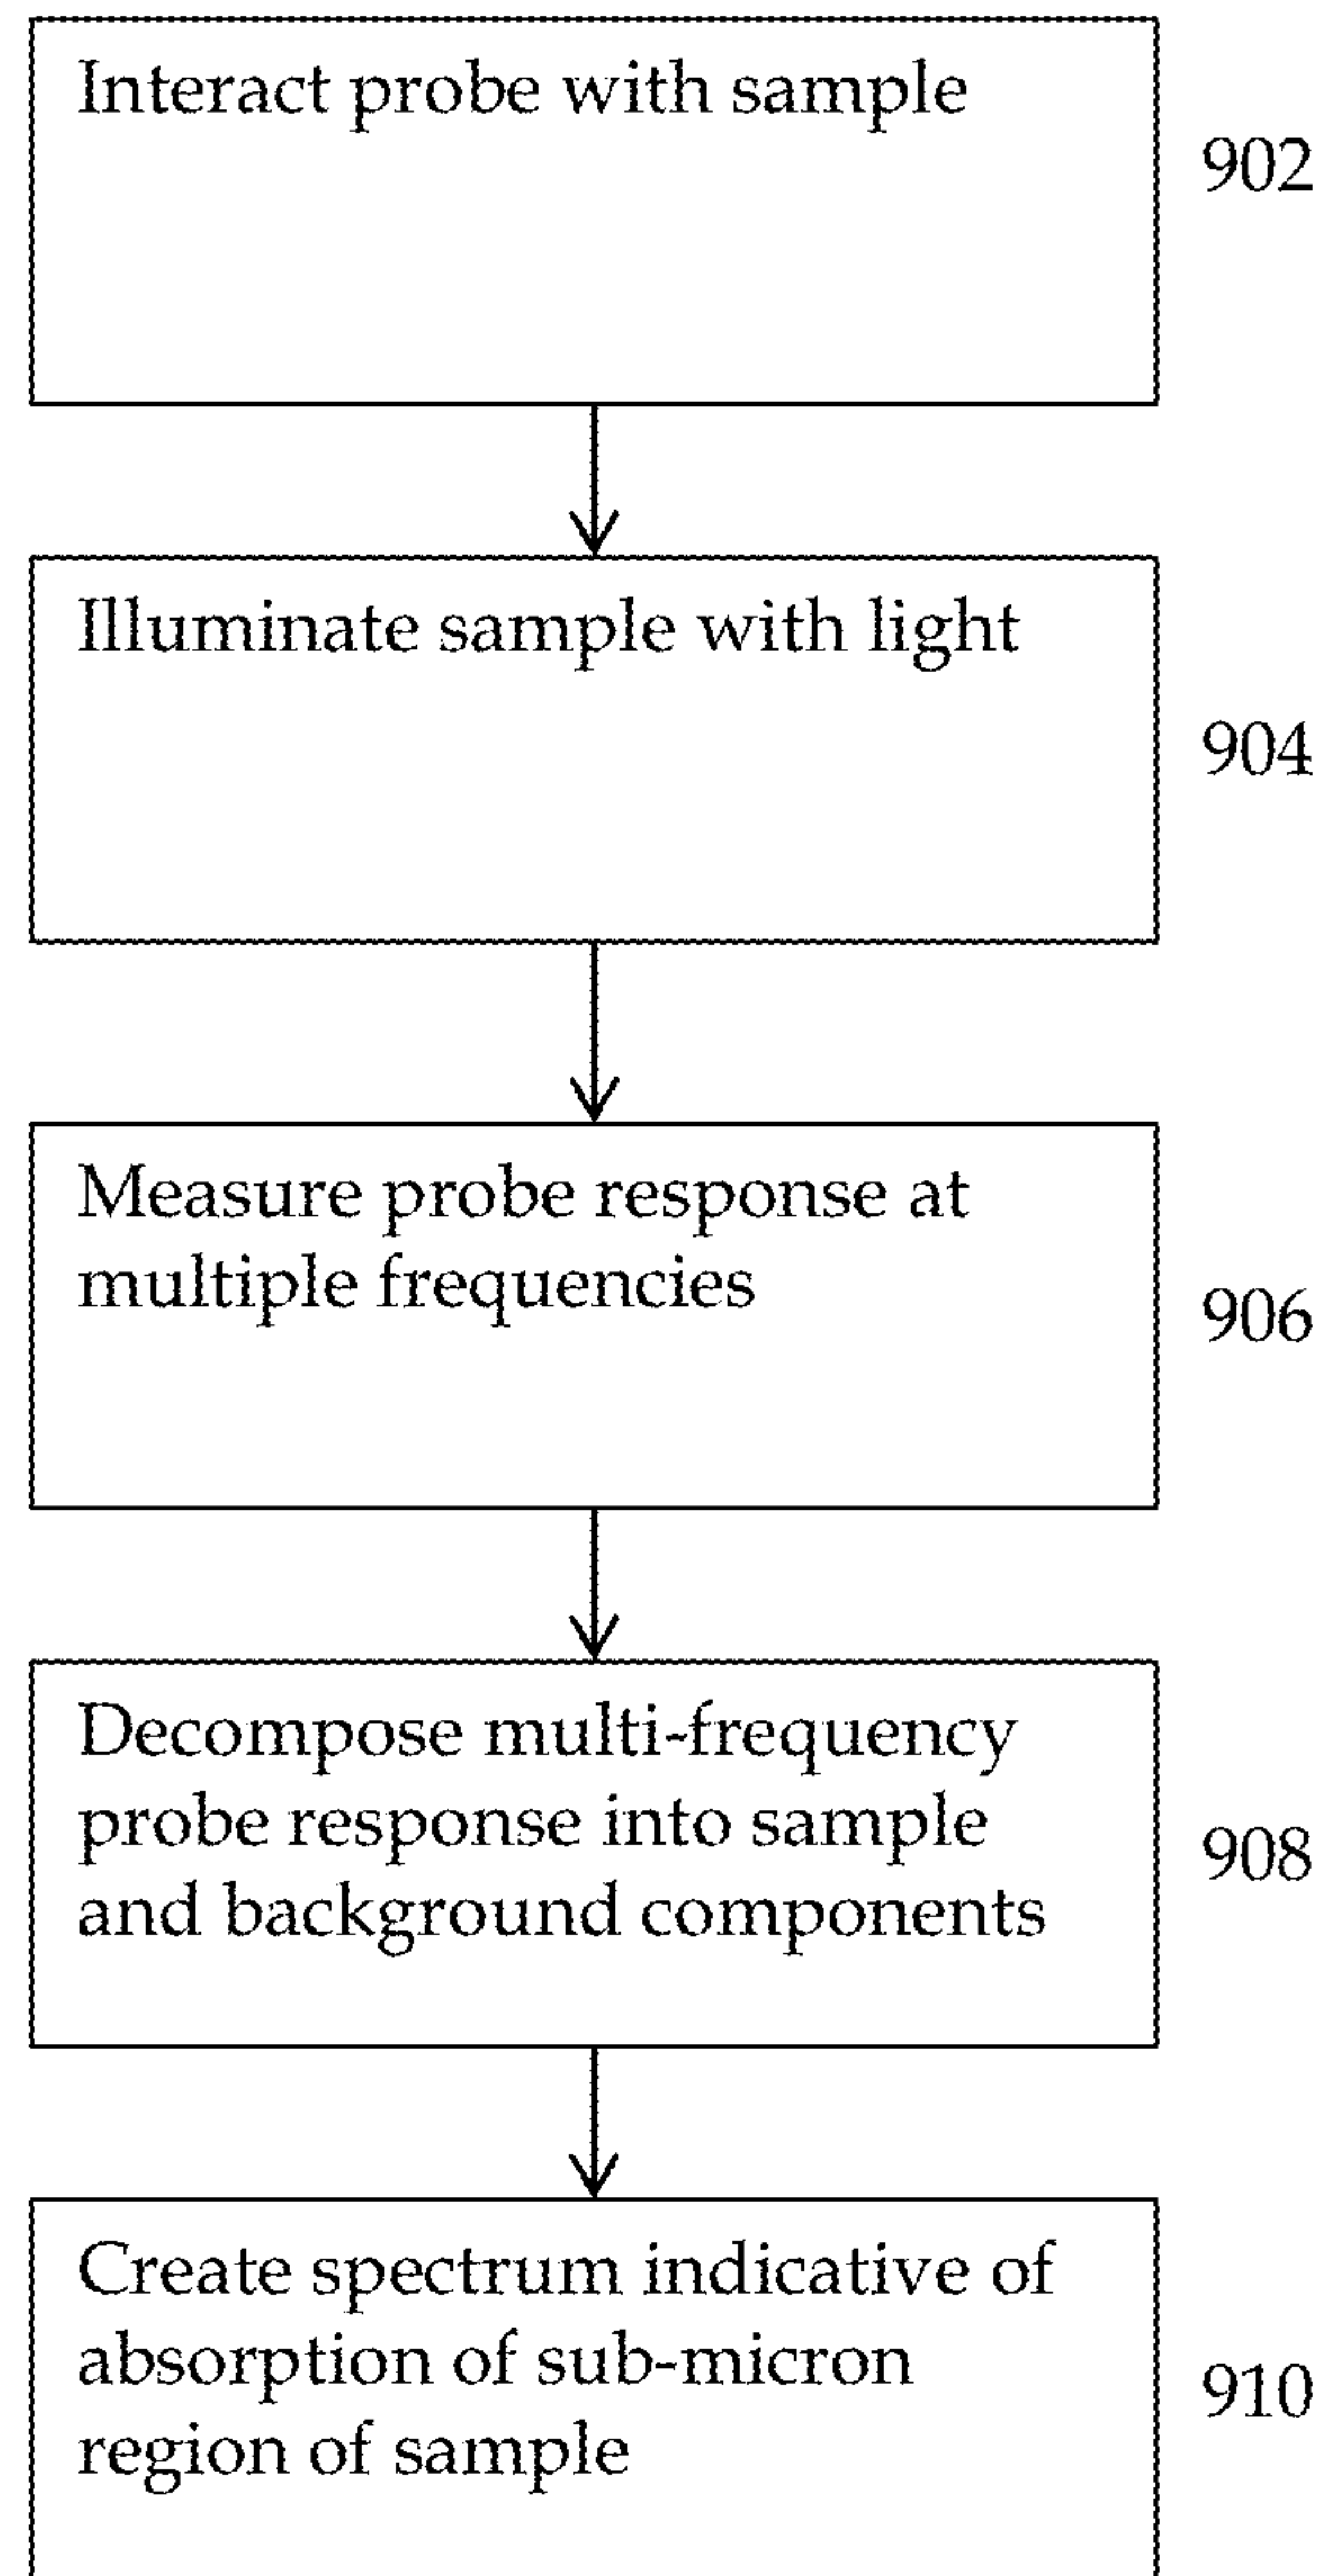 Interact probe with sample
902
Illuminate sample with light
904
Measure probe response at
multiple frequencies
906
Decompose multi-frequency
probe response into sample
and background components
908
Create spectrum indicative of
absorption of sub-micron
region of sample
910